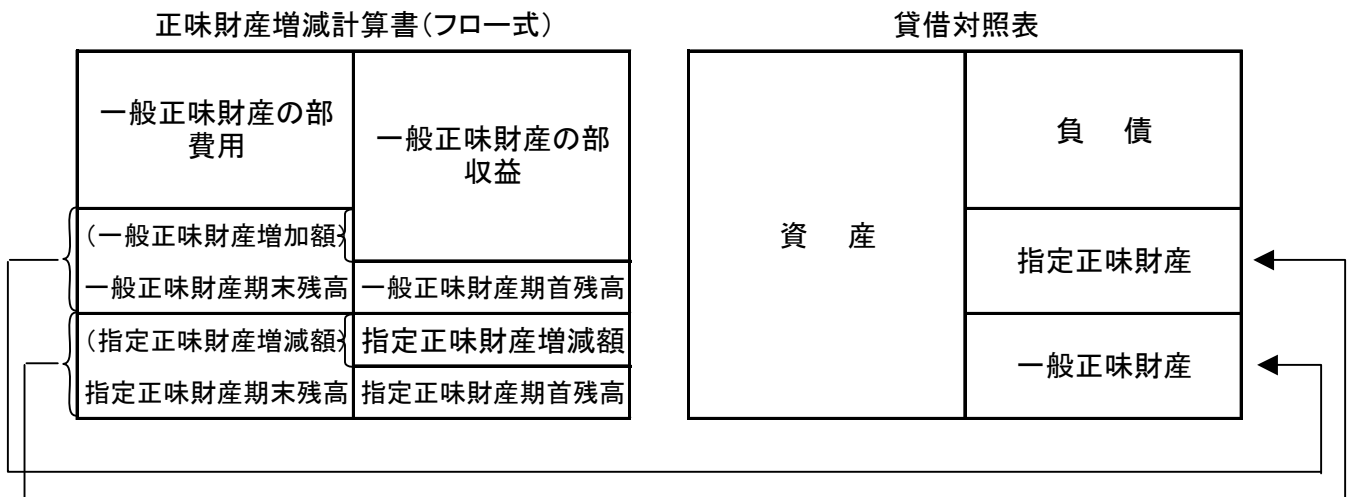 正味財産増減計算書(フロー式)
一般正味財産の部
費用
一般正味財産の部
収益
(一般正味財産増加額)
一般正味財産期末残高
一般正味財産期首残高
(指定正味財産増減額)
指定正味財産増減額
指定正味財産期末残高
指定正味財産期首残高
貸借対照表
資 産
負 債
指定正味財産
一般正味財産